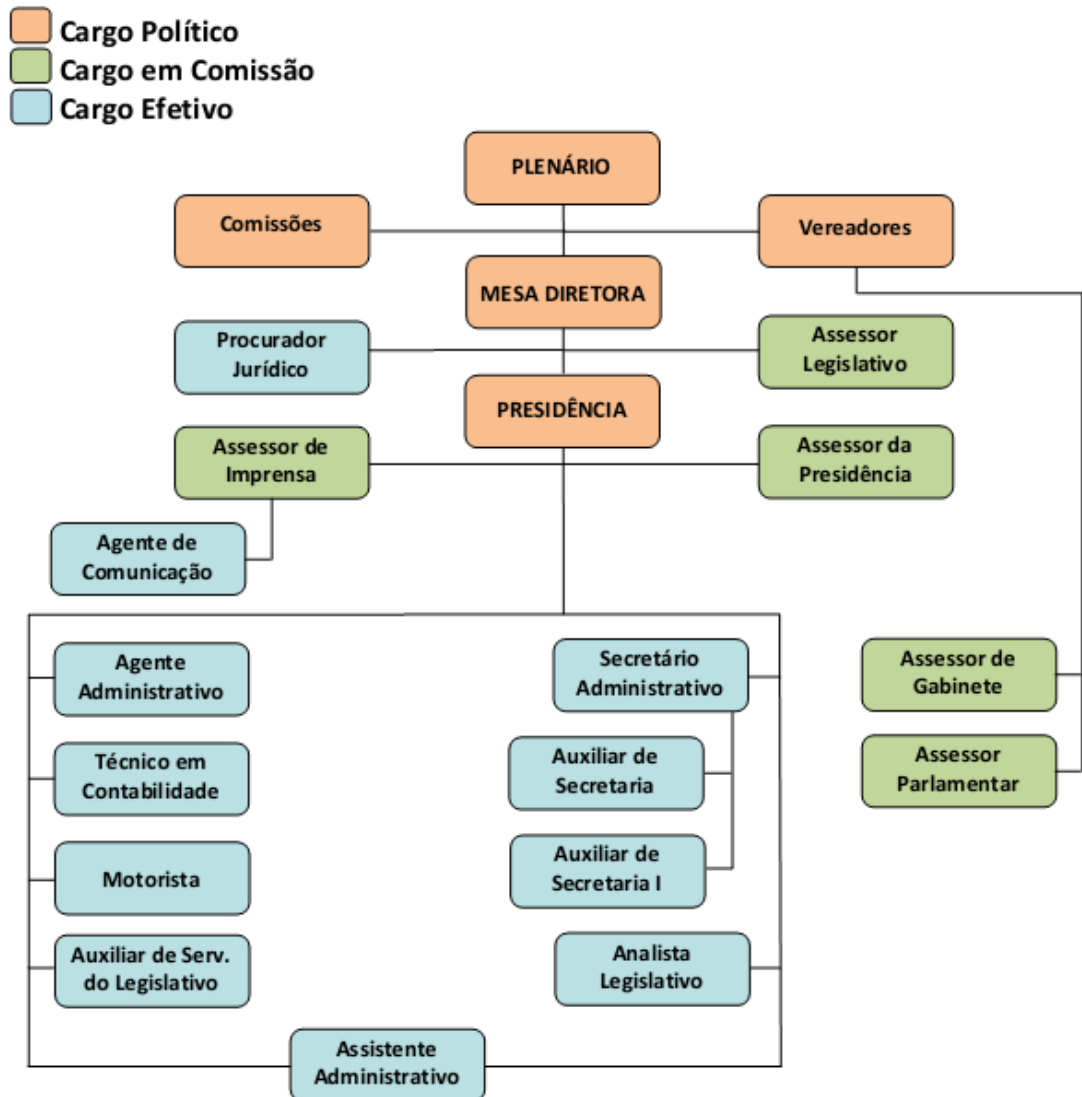 Cargo Político
Cargo em Comissão
Cargo Efetivo
PLENÁRIO
Comissões
Vereadores
MESA DIRETORA
Procurador
Jurídico
Assessor
Legislativo
PRESIDÊNCIA
Assessor de
Imprensa
Assessor da
Presidência
Agente de
Comunicação
Agente
Administrativo
Secretário
Administrativo
Assessor de
Gabinete
Técnico em
Contabilidade
Auxiliar de
Secretaria
Assessor
Parlamentar
Motorista
Auxiliar de
Secretaria I
Auxiliar de Serv.
do Legislativo
Analista
Legislativo
Assistente
Administrativo